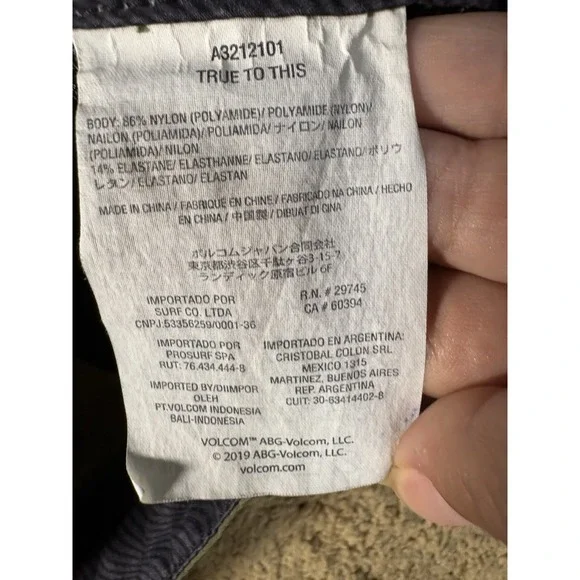 A3212101
TRUE TO THIS
BODY: 86% NYLON (POLYAMIDE)/ POLYAMIDE (NYLON)/
NAILON (POLIAMIDA)/ POLIAMIDA/ ナイロン/ NAILON
(POLIAMIDA)/ NILON
14% ELASTANE/ ELASTHANNE/ ELASTANO/ ポリウ
レタン/ ELASTANO/ ELASTAN
MADE IN CHINA / FABRIQUÉ EN CHINE/ FABRICADO NA CHINA / HECHO
EN CHINA / 中国製 / DIBUAT DI CINA
ボルコムジャパン合同会社
東京都渋谷区千駄ヶ谷3-15-7
ランディック原宿ビル 6F
IMPORTADO POR
SURF CO. LTDA
CNPJ:53356259/0001-36
R.N. # 29745
CA# 60394
IMPORTADO POR
PROSURF SPA
RUT: 76.434.444-8
IMPORTADO EN ARGENTINA:
CRISTOBAL COLON SRL
MEXICO 1315
MARTINEZ, BUENOS AIRES
REP. ARGENTINA
CUIT: 30-63414402-8
IMPORTED BY/DIIMPOR
OLEH
PT.VOLCOM INDONESIA
BALI-INDONESIA
VOLCOM™ ABG-Volcom, LLC.
© 2019 ABG-Volcom, LLC.
volcom.com